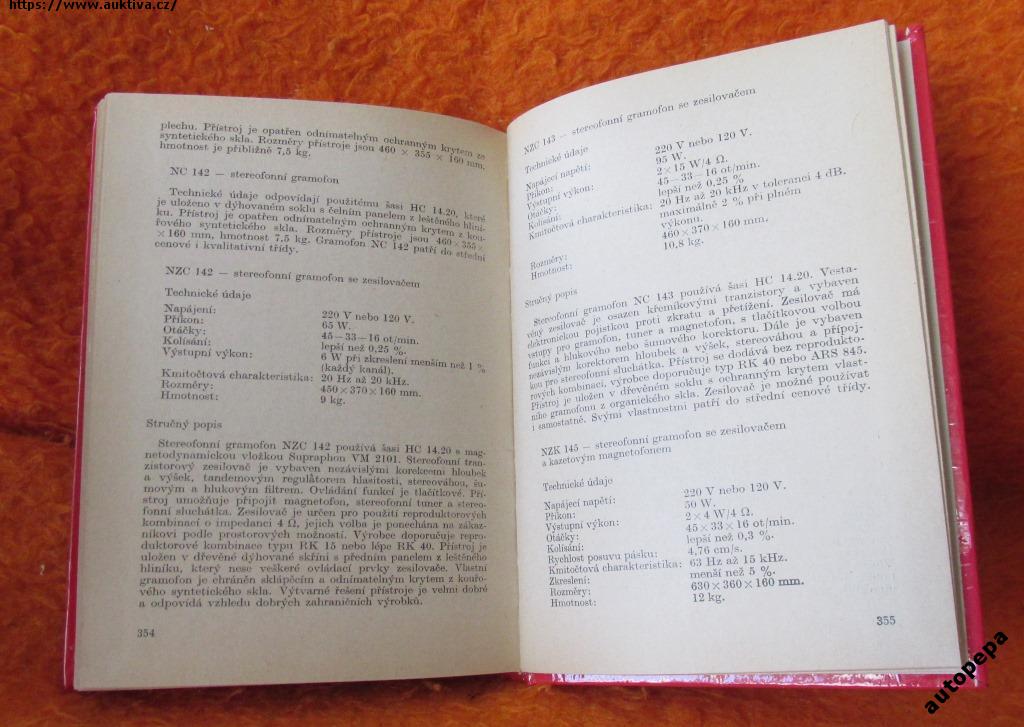 https://www.auktiva.cz/
plechu. Přístroj je opatřen odnímatelným ochranným krytem ze
syntetického skla. Rozměry přístroje jsou 460 × 355 × 160 mm,
hmotnost je přibližně 7,5 kg.
NC 142 — stereofonní gramofon
Technické údaje odpovídají použitému šasi HC 14.20, které
je uloženo v dýhovaném soklu s čelním panelem z leštěného hliní-
ku. Přístroj je opatřen odnímatelným ochranným krytem z kou-
řového syntetického skla. Rozměry přístroje jsou 460×355×
×160 mm, hmotnost 7,5 kg. Gramofon NC 142 patří do střední
cenové i kvalitativní třídy.
NZC 142 — stereofonní gramofon se zesilovačem
Technické údaje
Napájení: 220 V nebo 120 V.
Příkon: 65 W.
Otáčky: 45—33—16 ot/min.
Kolísání: lepší než 0,25 %.
Výstupní výkon: 6 W při zkreslení menším než 1 %
(každý kanál).
Kmitočtová charakteristika: 20 Hz až 20 kHz.
Rozměry: 450×370×160 mm.
Hmotnost: 9 kg.
Stručný popis
Stereofonní gramofon NZC 142 používá šasi HC 14.20 s mag-
netodynamickou vložkou Supraphon VM 2101. Stereofonní tran-
zistorový zesilovač je vybaven nezávislými korekcemi hloubek
a výšek, tandemovým regulátorem hlasitosti, stereováhou, šu-
movým a hlukovým filtrem. Ovládání funkcí je tlačítkové. Pří-
stroj umožňuje připojit magnetofon, stereofonní tuner a stereo-
fonní sluchátka. Zesilovač je určen pro použití reproduktorových
kombinací o impedanci 4 Ω, jejich volba je ponechána na zákaz-
níkovi podle prostorových možností. Výrobce doporučuje repro-
duktorové kombinace typu RK 15 nebo lépe RK 40. Přístroj je
uložen v dřevěné dýhované skříni s předním panelem z leštěného
hliníku, který nese veškeré ovládací prvky zesilovače. Vlastní
gramofon je chráněn sklápěcím a odnímatelným krytem z kouřo-
vého syntetického skla. Výtvarné řešení přístroje je velmi dobré
a odpovídá vzhledu dobrých zahraničních výrobků.
354
NZC 143 — stereofonní gramofon se zesilovačem
Technické údaje
Napájecí napětí: 220 V nebo 120 V.
Příkon: 95 W.
Výstupní výkon: 2×15 W/4 Ω.
Otáčky: 45—33—16 ot/min.
Kolísání: lepší než 0,25 %
Kmitočtová charakteristika: 20 Hz až 20 kHz v toleranci 4 dB.
maximálně 2 % při plném
výkonu.
Rozměry: 460×370×160 mm.
Hmotnost: 10,8 kg.
Stručný popis
Stereofonní gramofon NC 143 používá šasi HC 14.20. Vesta-
věný zesilovač je osazen křemíkovými tranzistory a vybaven
elektronickou pojistkou proti zkratu a přetížení. Zesilovač má
vstupy pro gramofon, tuner a magnetofon, s tlačítkovou volbou
funkcí a hlukového nebo šumového korektoru. Dále je vybaven
nezávislým korektorem hloubek a výšek, stereováhou a přípoj-
kou pro stereofonní sluchátka. Přístroj se dodává bez reprodukto-
rových kombinací, výrobce doporučuje typ RK 40 nebo ARS 845.
Přístroj je uložen v dřevěném soklu s ochranným krytem vlast-
ního gramofonu z organického skla. Zesilovač je možné používat
i samostatně. Svými vlastnostmi patří do střední cenové třídy.
NZK 145 — stereofonní gramofon se zesilovačem
a kazetovým magnetofonem
Technické údaje
Napájecí napětí: 220 V nebo 120 V.
Příkon: 50 W.
Výstupní výkon: 2×4 W/4 Ω.
Otáčky: 45×33×16 ot/min.
Kolísání: lepší než 0,3 %.
Rychlost posuvu pásku: 4,76 cm/s.
Kmitočtová charakteristika: 63 Hz až 15 kHz.
Zkreslení: menší než 5 %.
Rozměry: 630×360×160 mm.
Hmotnost: 12 kg.
355
autopepa